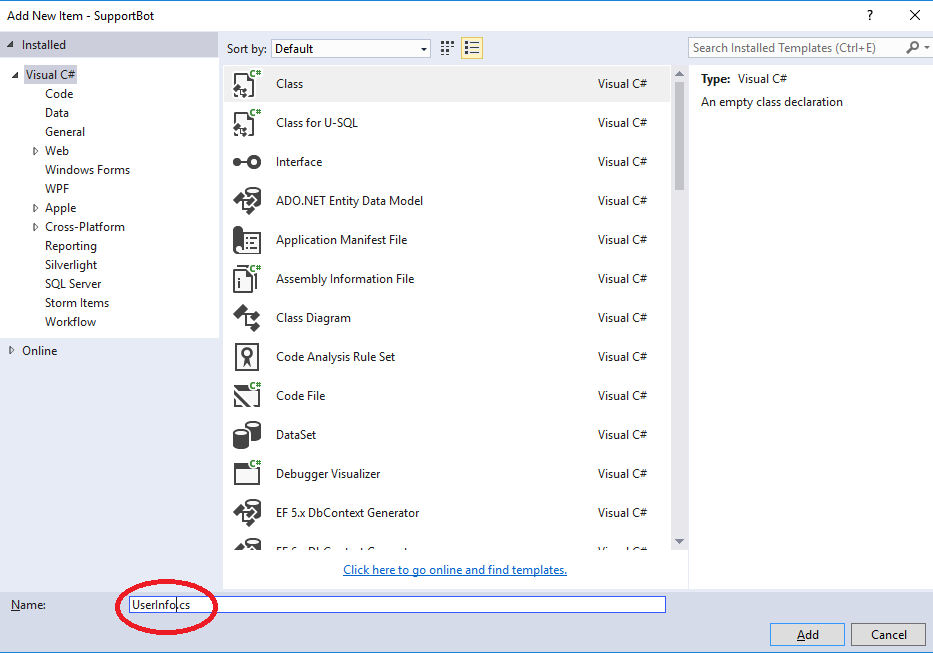 Add New Item - SupportBot
?
Installed
Sort by: Default
Search Installed Templates (Ctrl+E)
Visual C#
Code
Data
General
Web
Windows Forms
WPF
Apple
Cross-Platform
Reporting
Silverlight
SQL Server
Storm Items
Workflow
Online
C# Class Visual C#
C# Class for U-SQL Visual C#
Interface Visual C#
ADO.NET Entity Data Model Visual C#
Application Manifest File Visual C#
C# Assembly Information File Visual C#
Class Diagram Visual C#
Code Analysis Rule Set Visual C#
C# Code File Visual C#
DataSet Visual C#
C# Debugger Visualizer Visual C#
EF 5.x DbContext Generator Visual C#
Click here to go online and find templates.
Type: Visual C#
An empty class declaration
Name: UserInfo.cs
Add Cancel